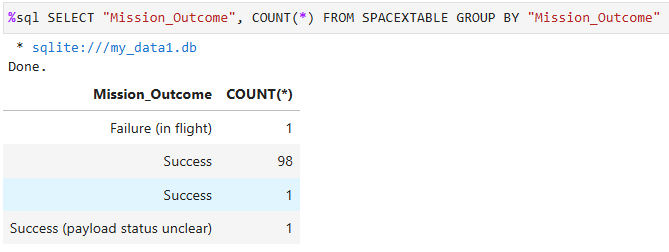 %sql SELECT "Mission_Outcome", COUNT(*) FROM SPACEXTABLE GROUP BY "Mission_Outcome"
* sqlite:///my_data1.db
Done.
Mission_Outcome COUNT(*)
Failure (in flight) 1
Success 98
Success 1
Success (payload status unclear) 1